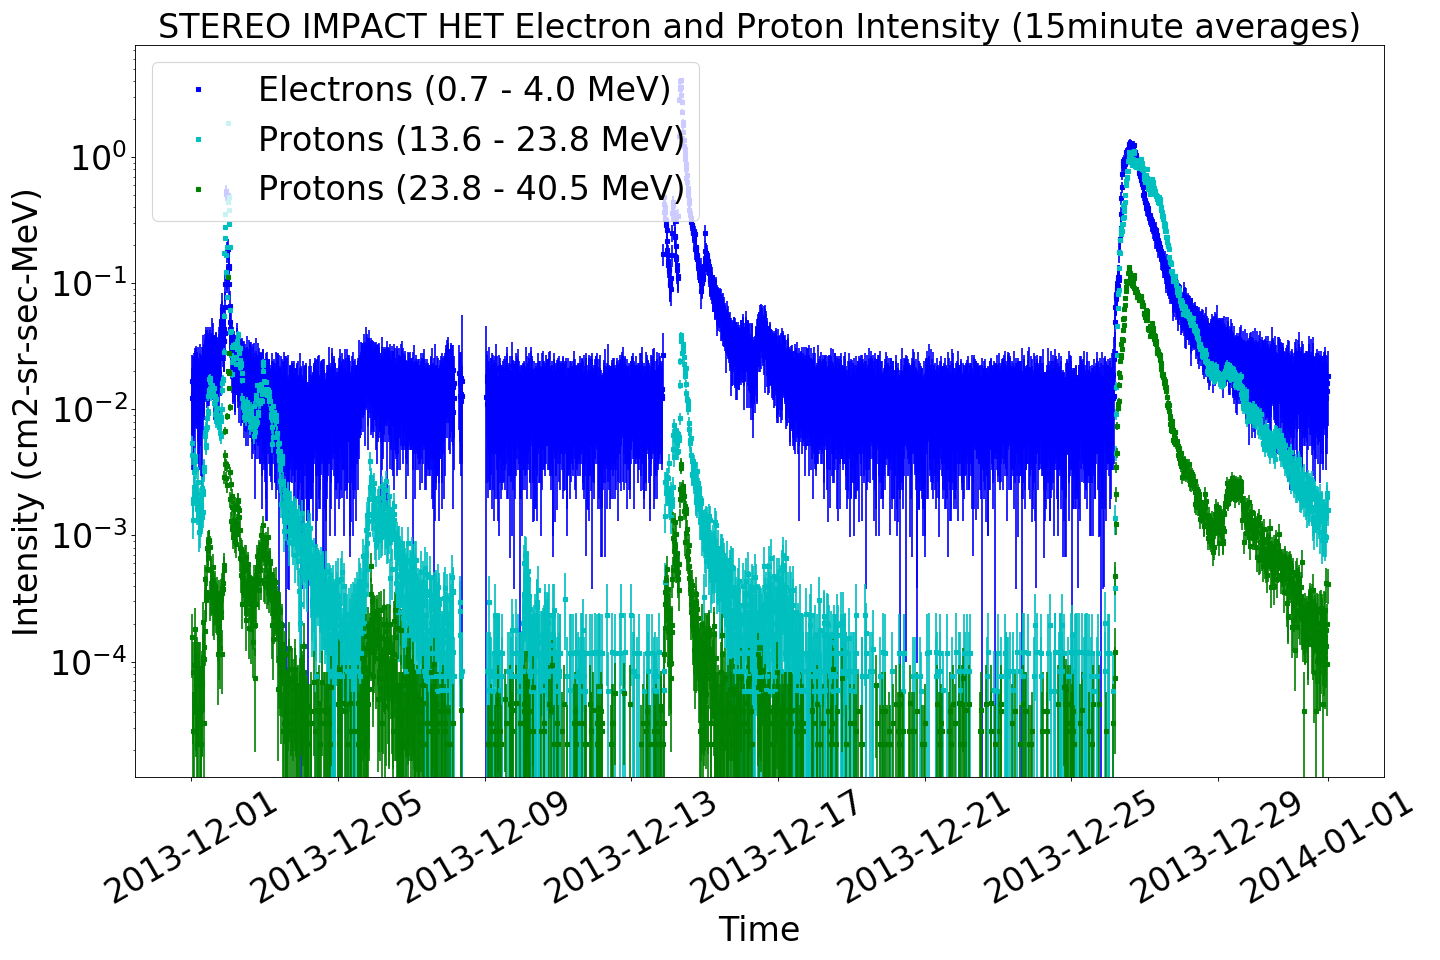 STEREO IMPACT HET Electron and Proton Intensity (15minute averages)
Electrons (0.7 - 4.0 MeV)
Protons (13.6 - 23.8 MeV)
Protons (23.8 - 40.5 MeV)
Intensity (cm2-sr-sec-MeV)
10^0
10^−1
10^−2
10^−3
10^−4
2013-12-01
2013-12-05
2013-12-09
2013-12-13
2013-12-17
2013-12-21
2013-12-25
2013-12-29
2014-01-01
Time